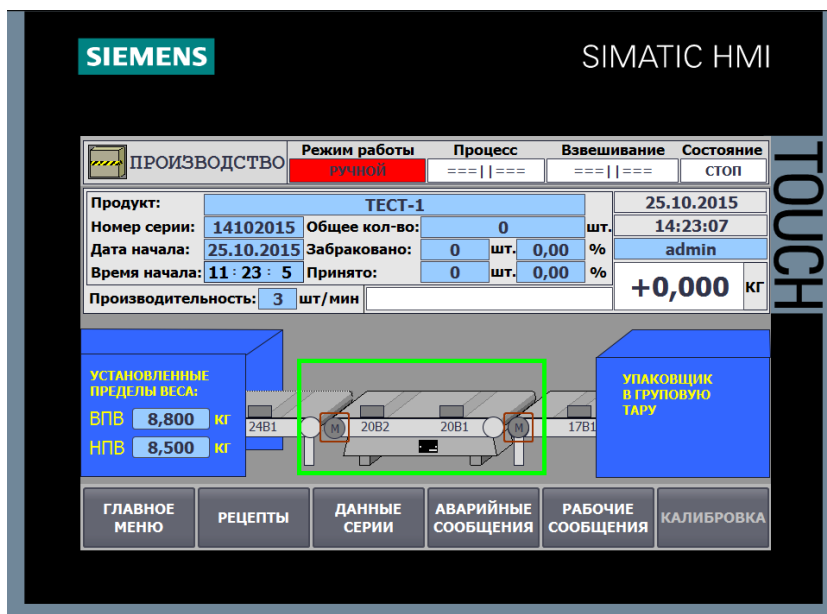 SIEMENS
SIMATIC HMI
TOUCH
ПРОИЗВОДСТВО
Режим работы Процесс Взвешивание Состояние
РУЧНОЙ ===||=== ===||=== СТОП
Продукт: ТЕСТ-1 25.10.2015
Номер серии: 14102015 Общее кол-во: 0 шт. 14:23:07
Дата начала: 25.10.2015 Забраковано: 0 шт. 0,00 % admin
Время начала: 11: 23: 5 Принято: 0 шт. 0,00 %
+0,000 кг
Производительность: 3 шт/мин
УСТАНОВЛЕННЫЕ
ПРЕДЕЛЫ ВЕСА:
ВПВ 8,800 кг
НПВ 8,500 кг
24B1 M 20B2 20B1 M 17B1
УПАКОВЩИК
В ГРУПОВУЮ
ТАРУ
ГЛАВНОЕ
МЕНЮ
РЕЦЕПТЫ
ДАННЫЕ
СЕРИИ
АВАРИЙНЫЕ
СООБЩЕНИЯ
РАБОЧИЕ
СООБЩЕНИЯ
КАЛИБРОВКА